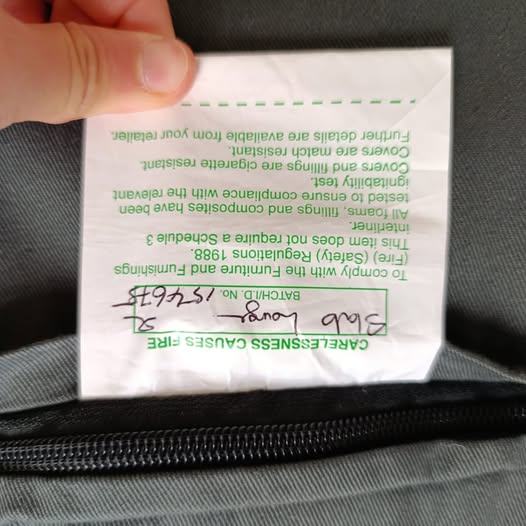 CARELESSNESS CAUSES FIRE
Slab Lounge
BATCH/I.D. No.
To comply with the Furniture and Furnishings
(Fire) (Safety) Regulations 1988.
This item does not require a Schedule 3
interliner.
All foams, fillings and composites have been
tested to ensure compliance with the relevant
ignitability test.
Covers and fillings are cigarette resistant.
Covers are match resistant.
Further details are available from your retailer.